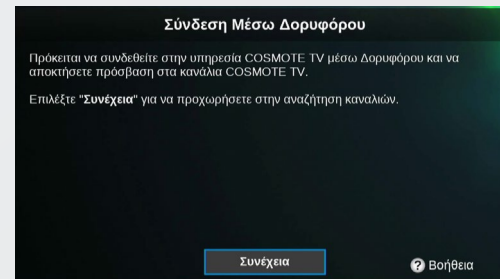 Σύνδεση Μέσω Δορυφόρου
Πρόκειται να συνδεθείτε στην υπηρεσία COSMOTE TV μέσω Δορυφόρου και να
αποκτήσετε πρόσβαση στα κανάλια COSMOTE TV.
Επιλέξτε "Συνέχεια" για να προχωρήσετε στην αναζήτηση καναλιών.
Συνέχεια
? Βοήθεια